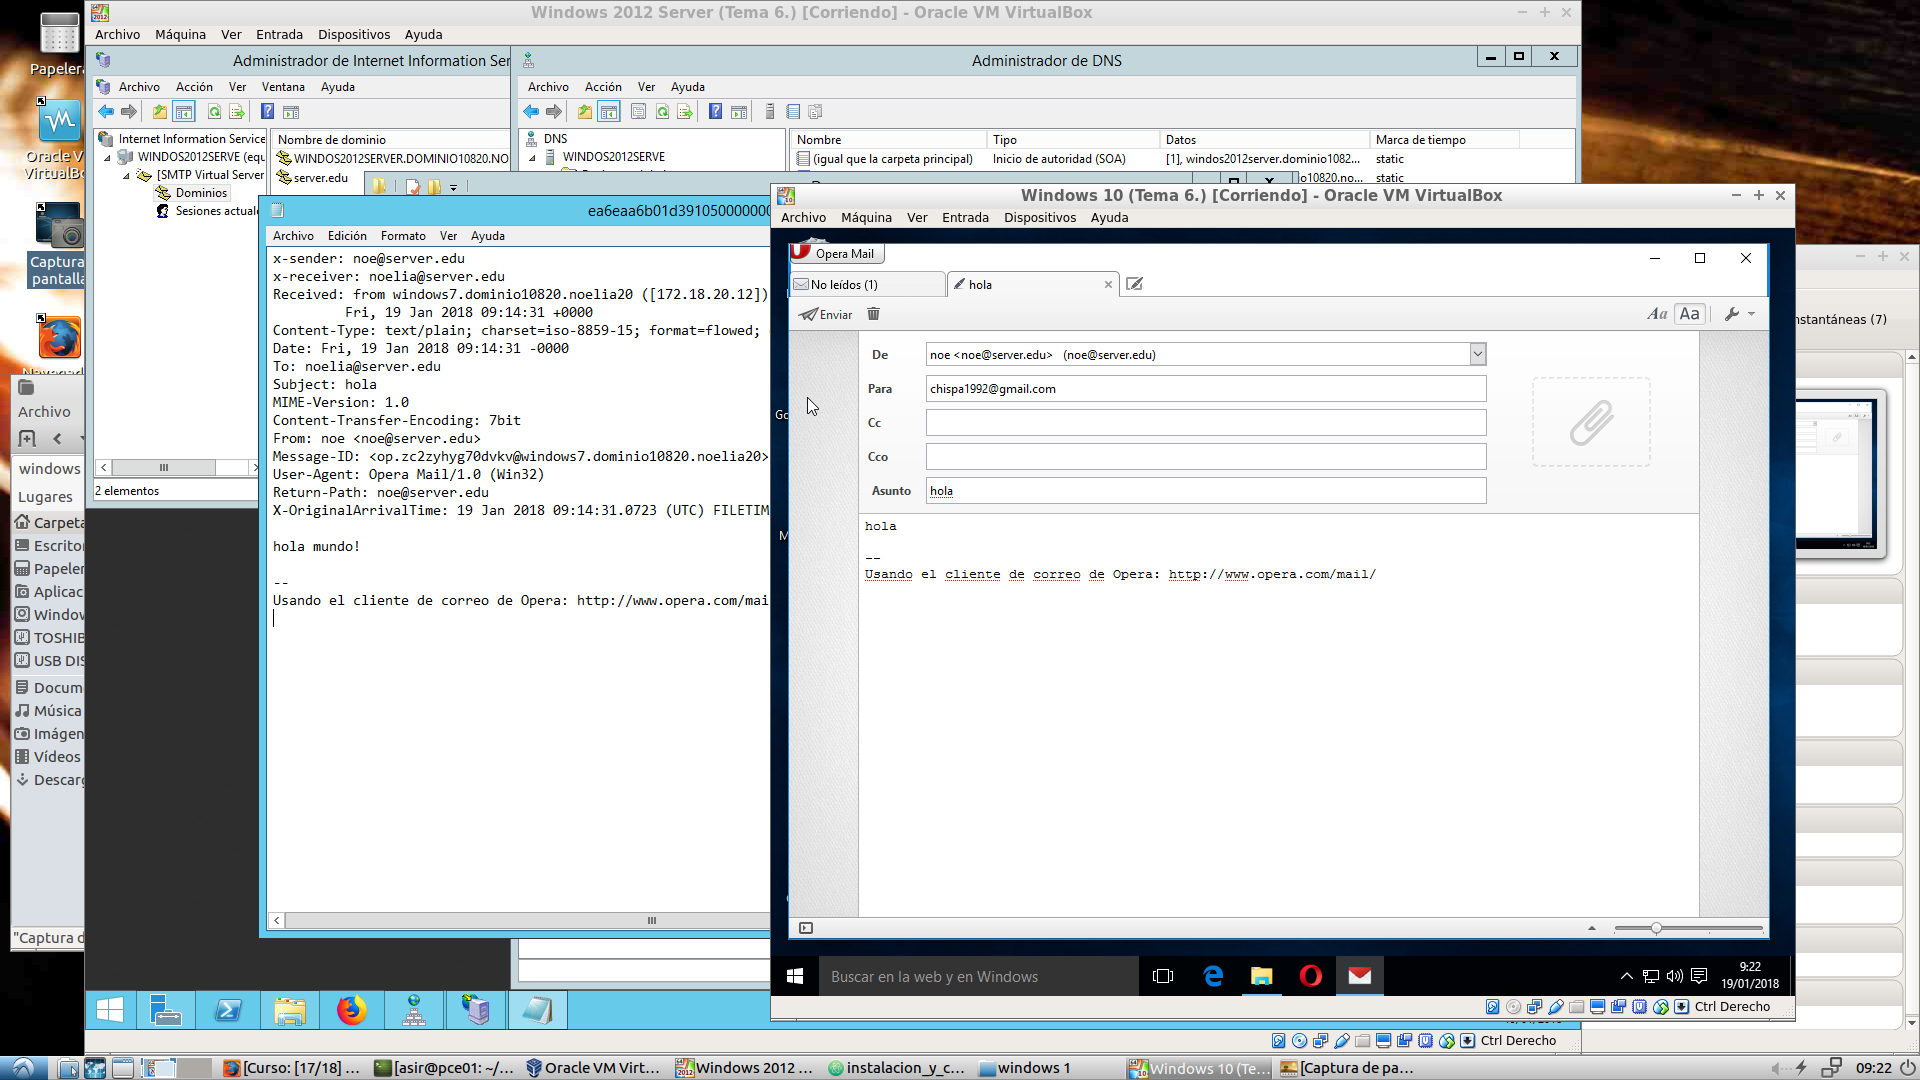 Windows 2012 Server (Tema 6.) [Corriendo] - Oracle VM VirtualBox
Archivo Máquina Ver Entrada Dispositivos Ayuda
Papelera
Oracle V
VirtualBo
Captura
pantalla
Navegad
Administrador de Internet Information Ser
Archivo Acción Ver Ventana Ayuda
Internet Information Service
WINDOS2012SERVE (equ
[SMTP Virtual Server
Dominios
Sesiones actuale
Nombre de dominio
WINDOS2012SERVER.DOMINIO10820.NO
server.edu
2 elementos
Administrador de DNS
Archivo Acción Ver Ayuda
DNS
WINDOS2012SERVE
Nombre Tipo Datos Marca de tiempo
(igual que la carpeta principal) Inicio de autoridad (SOA) [1], windos2012server.dominio1082... static
o10820.no... static
ea6eaa6b01d391050000000
Archivo Edición Formato Ver Ayuda
x-sender: noe@server.edu
x-receiver: noelia@server.edu
Received: from windows7.dominio10820.noelia20 ([172.18.20.12])
Fri, 19 Jan 2018 09:14:31 +0000
Content-Type: text/plain; charset=iso-8859-15; format=flowed;
Date: Fri, 19 Jan 2018 09:14:31 -0000
To: noelia@server.edu
Subject: hola
MIME-Version: 1.0
Content-Transfer-Encoding: 7bit
From: noe <noe@server.edu>
Message-ID: <op.zc2zyhyg70dvkv@windows7.dominio10820.noelia20>
User-Agent: Opera Mail/1.0 (Win32)
Return-Path: noe@server.edu
X-OriginalArrivalTime: 19 Jan 2018 09:14:31.0723 (UTC) FILETIM
hola mundo!
--
Usando el cliente de correo de Opera: http://www.opera.com/mai
Windows 10 (Tema 6.) [Corriendo] - Oracle VM VirtualBox
Archivo Máquina Ver Entrada Dispositivos Ayuda
Opera Mail
No leídos (1)
hola
Enviar
Aa Aa
De noe <noe@server.edu> (noe@server.edu)
Para chispa1992@gmail.com
Cc
Cco
Asunto hola
hola
--
Usando el cliente de correo de Opera: http://www.opera.com/mail/
Go
M
Buscar en la web y en Windows
9:22
19/01/2018
Ctrl Derecho
Ctrl Derecho
nstantáneas (7)
Archivo
windows
Lugares
Carpeta
Escritor
Papeler
Aplicac
Window
TOSHIB
USB DIS
Docum
Música
Imágen
Vídeos
Descarg
"Captura d
[Curso: [17/18] ...
[asir@pce01: ~/...
Oracle VM Virt...
Windows 2012 ...
instalacion_y_c...
windows 1
Windows 10 (Te...
[Captura de pa...
09:22